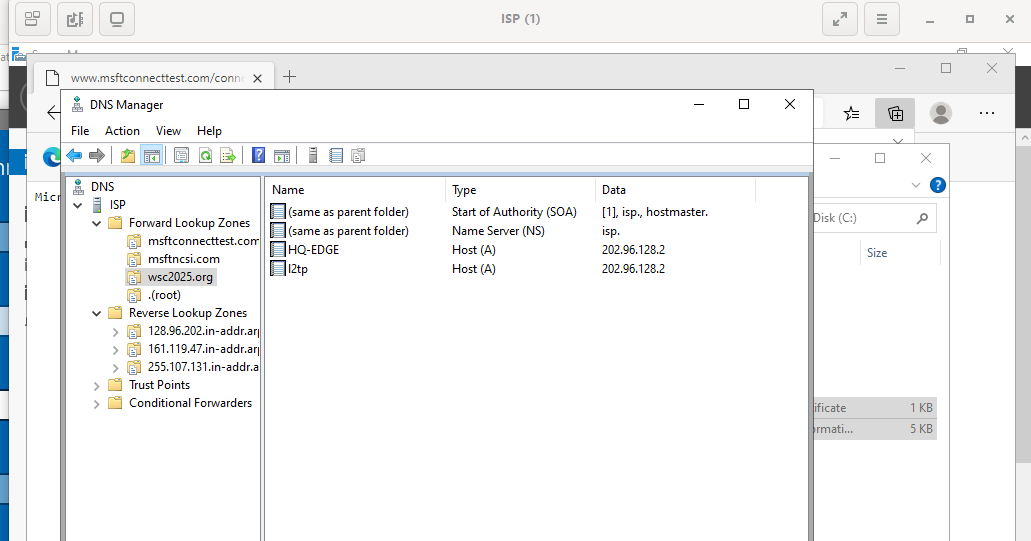 ISP (1)
www.msftconnecttest.com/conn
DNS Manager
File Action View Help
DNS
ISP
Forward Lookup Zones
msftconnecttest.com
msftncsi.com
wsc2025.org
.(root)
Reverse Lookup Zones
128.96.202.in-addr.arp
161.119.47.in-addr.arp
255.107.131.in-addr.a
Trust Points
Conditional Forwarders
Name Type Data
(same as parent folder) Start of Authority (SOA) [1], isp., hostmaster.
(same as parent folder) Name Server (NS) isp.
HQ-EDGE Host (A) 202.96.128.2
l2tp Host (A) 202.96.128.2
Micr
Disk (C:)
Size
ificate 1 KB
ormati... 5 KB